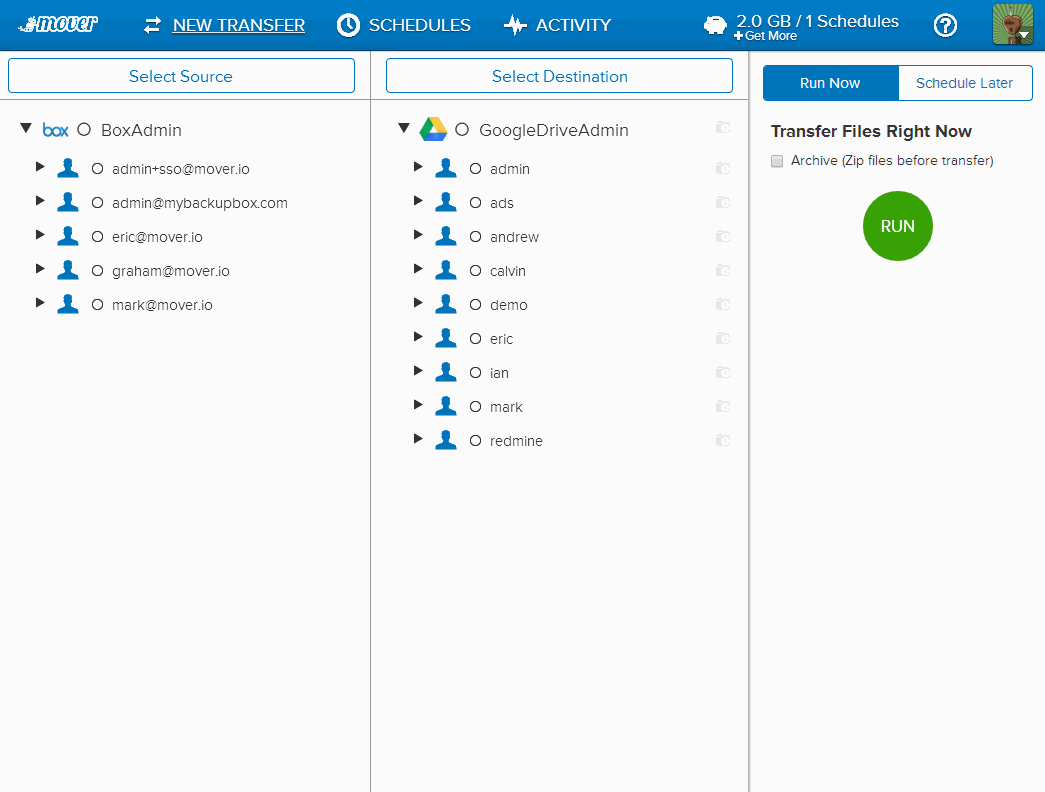 mover
NEW TRANSFER
SCHEDULES
ACTIVITY
2.0 GB / 1 Schedules
+Get More
?
Select Source
box BoxAdmin
admin+sso@mover.io
admin@mybackupbox.com
eric@mover.io
graham@mover.io
mark@mover.io
Select Destination
GoogleDriveAdmin
admin
ads
andrew
calvin
demo
eric
ian
mark
redmine
Run Now
Schedule Later
Transfer Files Right Now
Archive (Zip files before transfer)
RUN